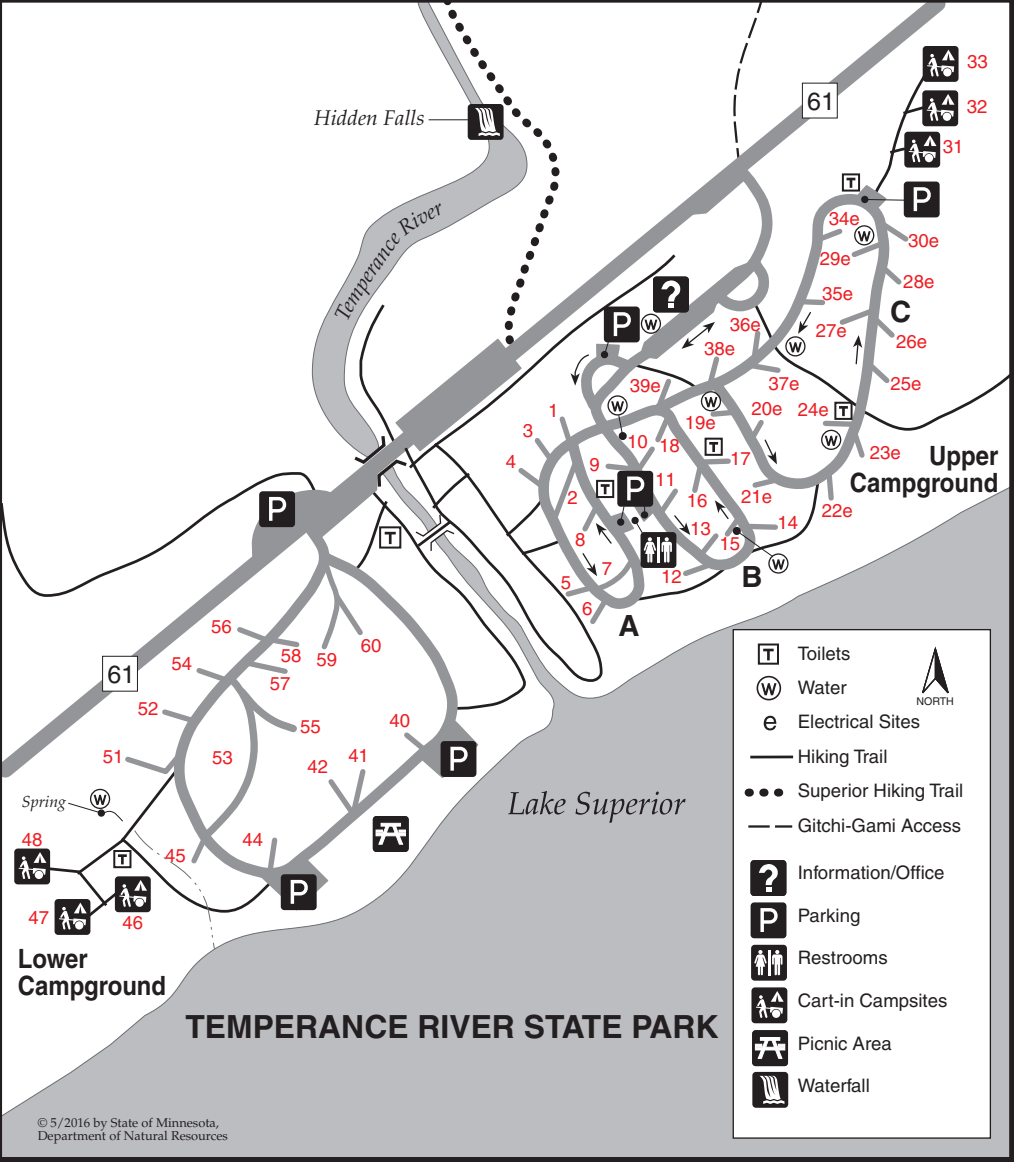 33
61
32
Hidden Falls
31
T
P
34e
W
30e
29e
Temperance River
28e
?
35e
C
P
W
36e
27e
26e
W
38e
37e
25e
39e
W
W
20e
24e
T
1
19e
3
10
18
T
W
23e
4
9
17
Upper
Campground
11
T
P
16
21e
22e
2
P
13
14
8
15
T
7
W
12
B
5
6
A
56
60
58
59
54
57
61
52
40
55
51
53
41
P
42
Spring
W
Lake Superior
48
44
T
45
P
47
46
Lower
Campground
TEMPERANCE RIVER STATE PARK
T Toilets
W Water
NORTH
e Electrical Sites
Hiking Trail
Superior Hiking Trail
Gitchi-Gami Access
? Information/Office
P Parking
Restrooms
Cart-in Campsites
Picnic Area
Waterfall
© 5/2016 by State of Minnesota,
Department of Natural Resources